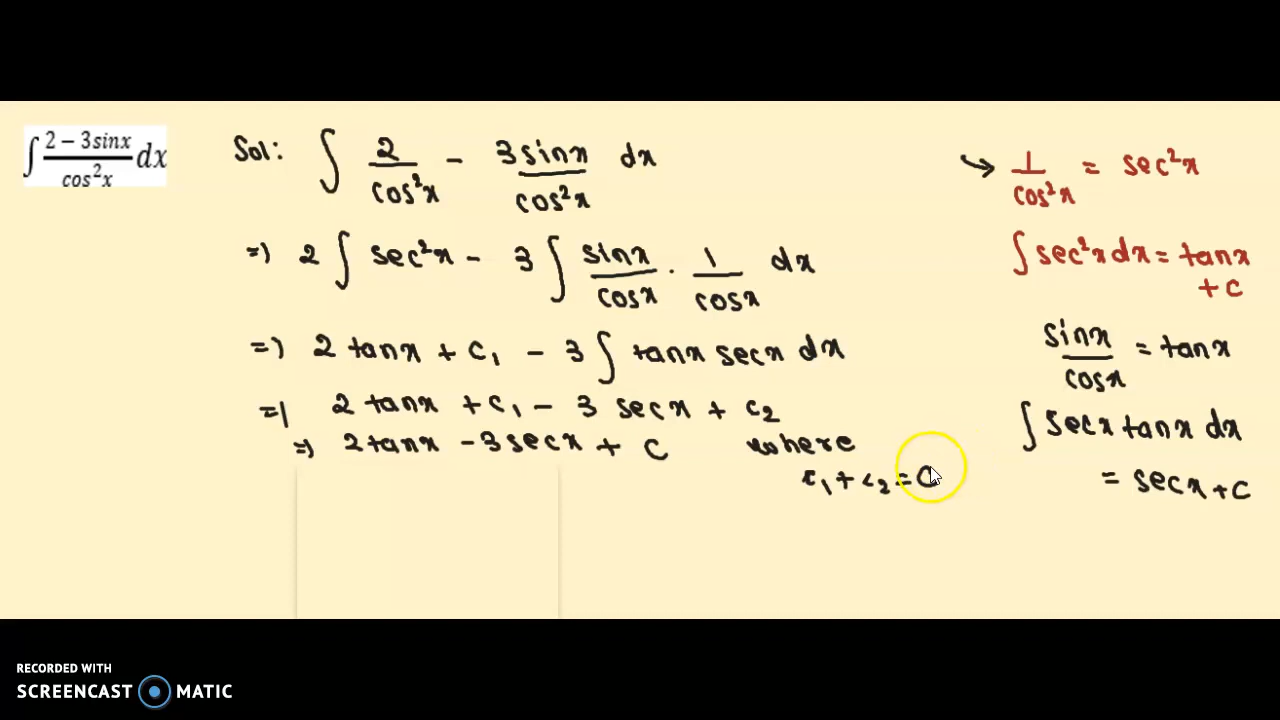 ∫ (2 − 3sinx)/(cos²x) dx
Sol: ∫ 2/cos²x − 3sinx/cos²x dx
=) 2 ∫ sec²x − 3 ∫ sinx/cosx · 1/cosx dx
=) 2 tanx + c₁ − 3 ∫ tanx secx dx
=) 2 tanx + c₁ − 3 secx + c₂
=) 2tanx − 3secx + C where
c₁ + c₂ = C
→ 1/cos²x = sec²x
∫ sec²x dx = tanx
+ C
sinx/cosx = tanx
∫ secx tanx dx
= secx + C
RECORDED WITH
SCREENCAST MATIC